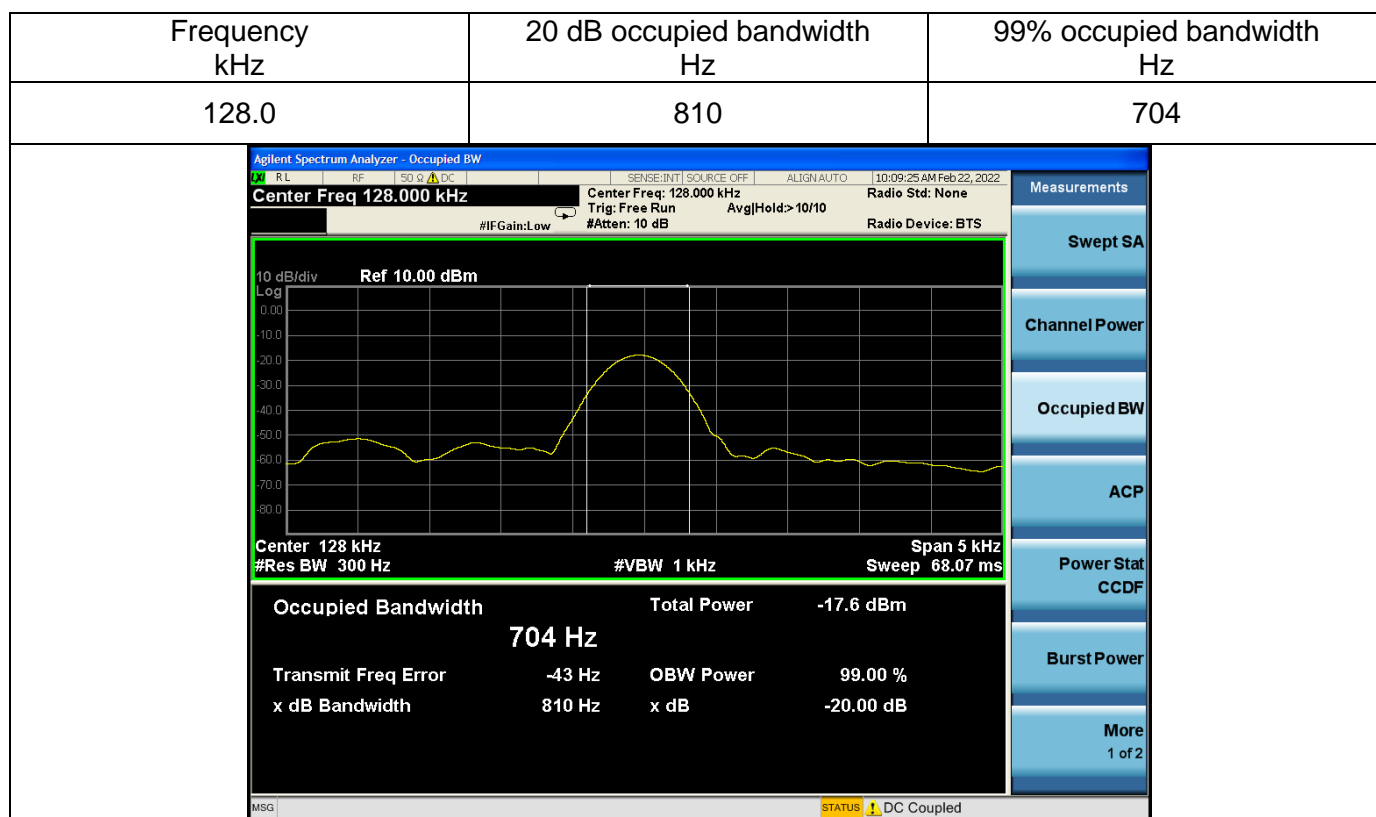 Frequency
kHz
20 dB occupied bandwidth
Hz
99% occupied bandwidth
Hz
128.0
810
704
Agilent Spectrum Analyzer - Occupied BW
LXI RL RF 50 Ω DC SENSE:INT SOURCE OFF ALIGN AUTO 10:09:25 AM Feb 22, 2022
Center Freq 128.000 kHz
Center Freq: 128.000 kHz
Radio Std: None
Trig: Free Run
Avg|Hold:>10/10
#IFGain:Low
#Atten: 10 dB
Radio Device: BTS
10 dB/div
Ref 10.00 dBm
Log
0.00
-10.0
-20.0
-30.0
-40.0
-50.0
-60.0
-70.0
-80.0
Center 128 kHz
Span 5 kHz
#Res BW 300 Hz
#VBW 1 kHz
Sweep 68.07 ms
Occupied Bandwidth
Total Power
-17.6 dBm
704 Hz
Transmit Freq Error
-43 Hz
OBW Power
99.00 %
x dB Bandwidth
810 Hz
x dB
-20.00 dB
MSG
STATUS
DC Coupled
Measurements
Swept SA
Channel Power
Occupied BW
ACP
Power Stat
CCDF
Burst Power
More
1 of 2